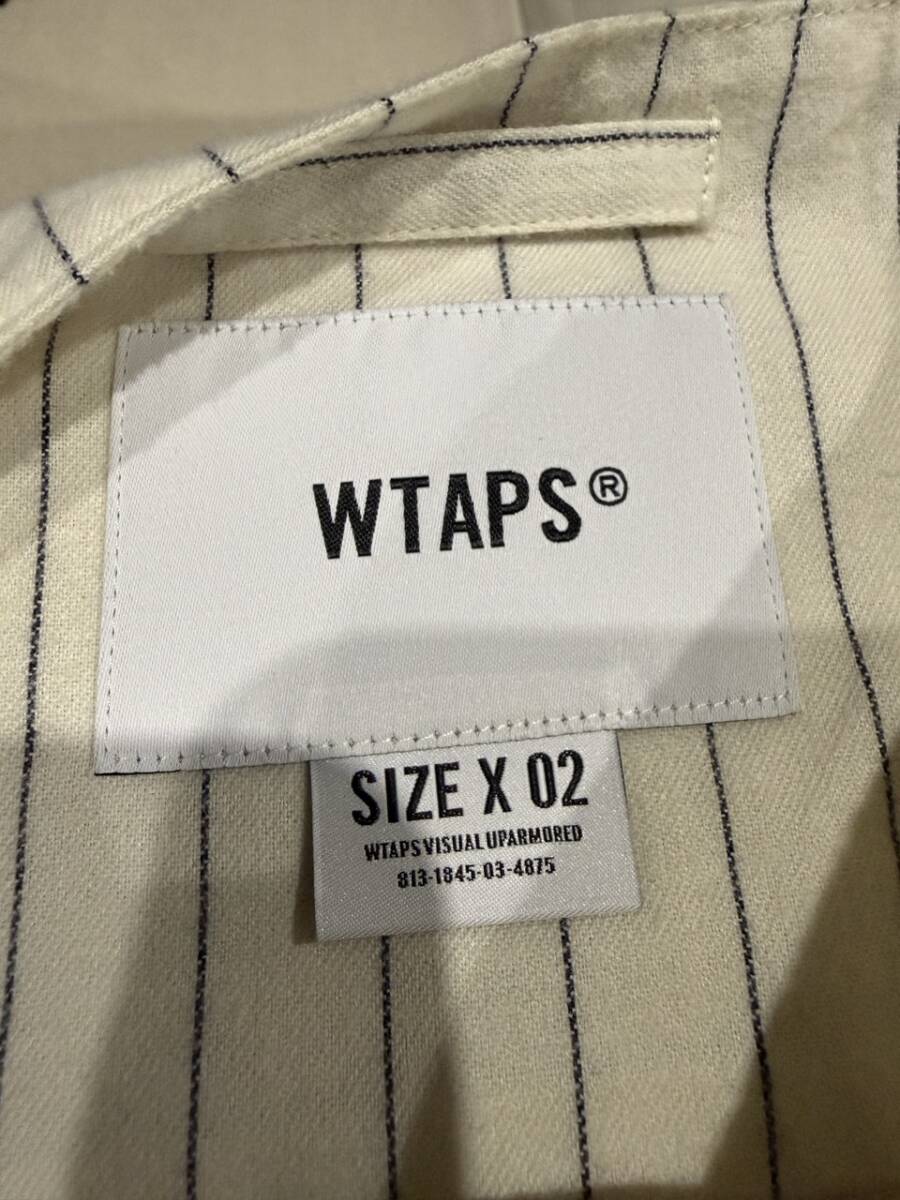 WTAPS®
SIZE X 02
WTAPS VISUAL UPARMORED
813-1845-03-4875